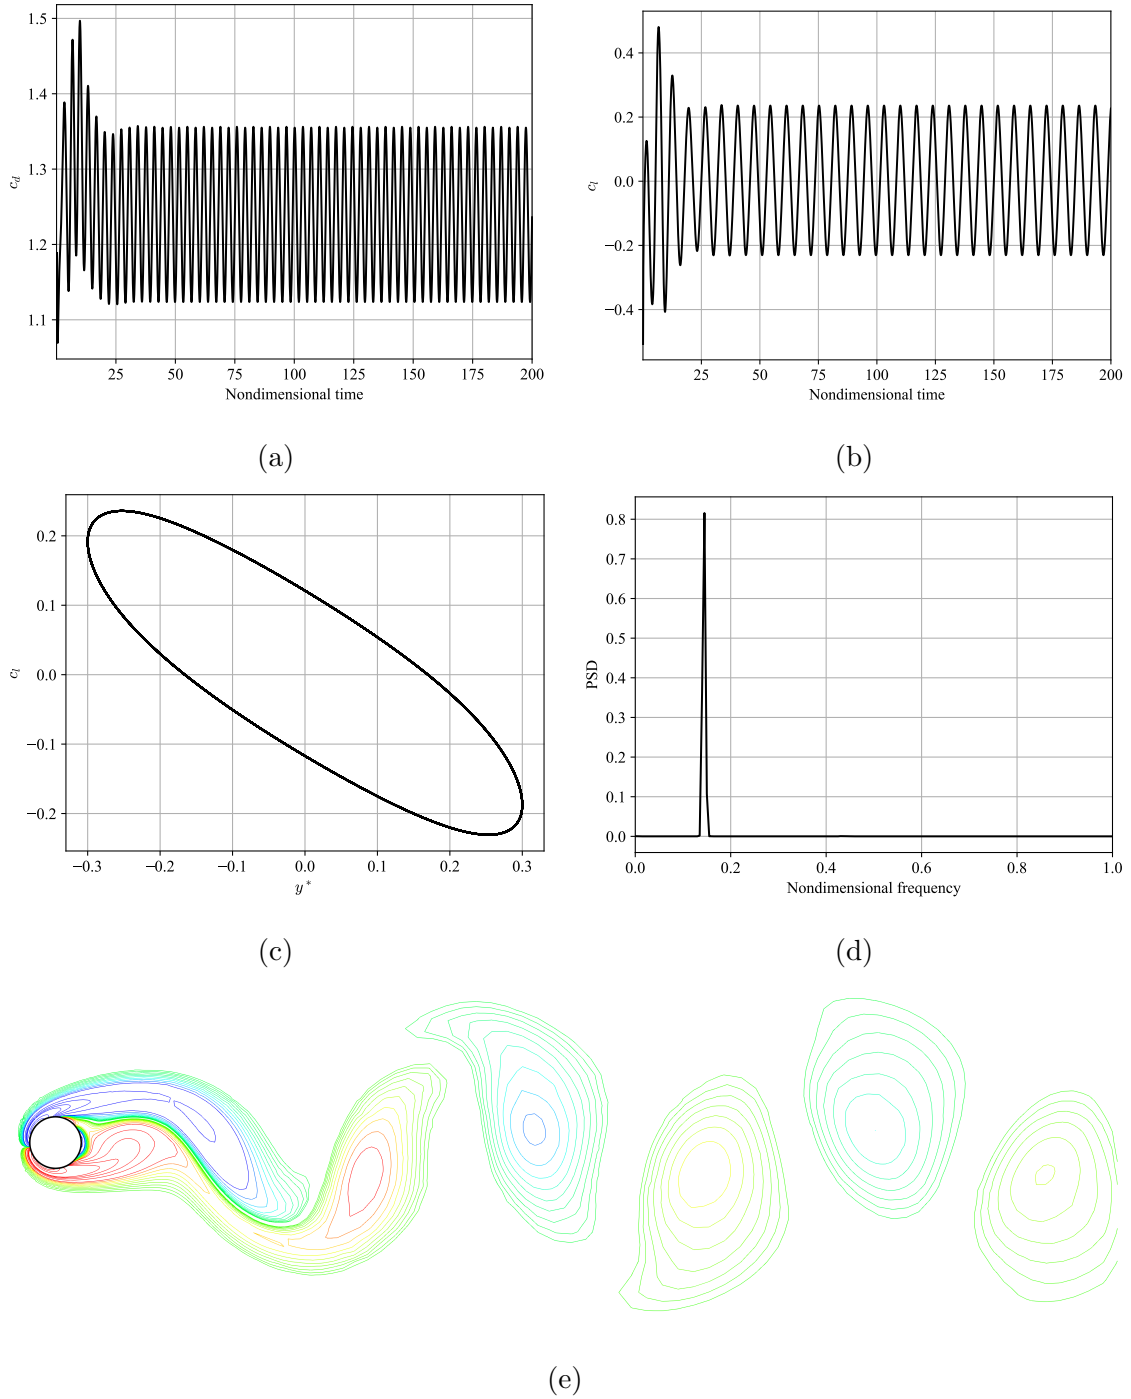 1.5
1.4
1.3
1.2
1.1
c_d
25 50 75 100 125 150 175 200
Nondimensional time
(a)
0.4
0.2
0.0
−0.2
−0.4
c_l
25 50 75 100 125 150 175 200
Nondimensional time
(b)
0.2
0.1
0.0
−0.1
−0.2
c_l
−0.3 −0.2 −0.1 0.0 0.1 0.2 0.3
y*
(c)
0.8
0.7
0.6
0.5
0.4
0.3
0.2
0.1
0.0
PSD
0.0 0.2 0.4 0.6 0.8 1.0
Nondimensional frequency
(d)
(e)